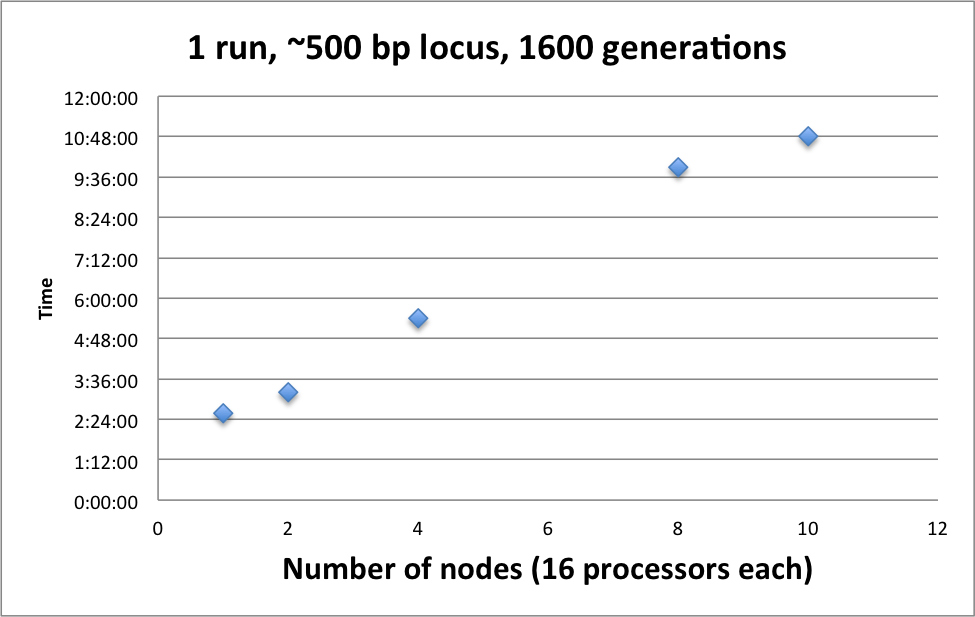 1 run, ~500 bp locus, 1600 generations
12:00:00
10:48:00
9:36:00
8:24:00
7:12:00
6:00:00
4:48:00
3:36:00
2:24:00
1:12:00
0:00:00
Time
0 2 4 6 8 10 12
Number of nodes (16 processors each)